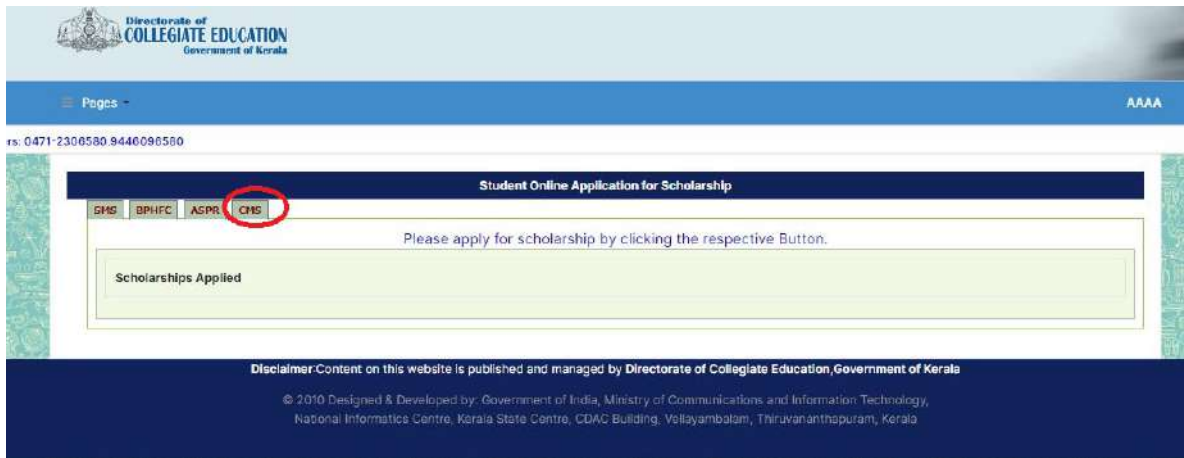 Directorate of
COLLEGIATE EDUCATION
Government of Kerala
Pages
AAAA
rs: 0471-2306580,9446096580
Student Online Application for Scholarship
SMS BPHFC ASPR CMS
Please apply for scholarship by clicking the respective Button.
Scholarships Applied
Disclaimer:Content on this website is published and managed by Directorate of Collegiate Education,Government of Kerala
© 2010 Designed & Developed by: Government of India, Ministry of Communications and Information Technology,
National Informatics Centre, Kerala State Centre, CDAC Building, Vellayambalam, Thiruvananthapuram, Kerala